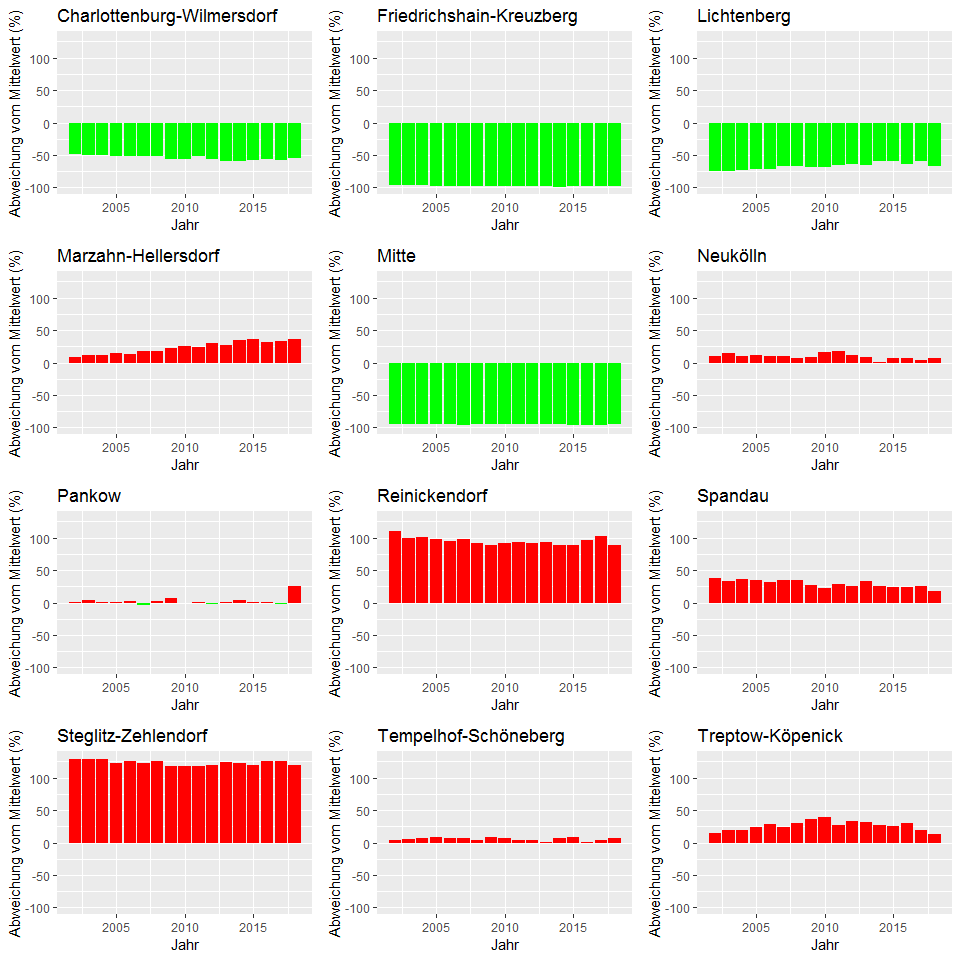 Charlottenburg-Wilmersdorf
Abweichung vom Mittelwert (%)
100
50
0
-50
-100
2005 2010 2015
Jahr
Friedrichshain-Kreuzberg
Abweichung vom Mittelwert (%)
100
50
0
-50
-100
2005 2010 2015
Jahr
Lichtenberg
Abweichung vom Mittelwert (%)
100
50
0
-50
-100
2005 2010 2015
Jahr
Marzahn-Hellersdorf
Abweichung vom Mittelwert (%)
100
50
0
-50
-100
2005 2010 2015
Jahr
Mitte
Abweichung vom Mittelwert (%)
100
50
0
-50
-100
2005 2010 2015
Jahr
Neukölln
Abweichung vom Mittelwert (%)
100
50
0
-50
-100
2005 2010 2015
Jahr
Pankow
Abweichung vom Mittelwert (%)
100
50
0
-50
-100
2005 2010 2015
Jahr
Reinickendorf
Abweichung vom Mittelwert (%)
100
50
0
-50
-100
2005 2010 2015
Jahr
Spandau
Abweichung vom Mittelwert (%)
100
50
0
-50
-100
2005 2010 2015
Jahr
Steglitz-Zehlendorf
Abweichung vom Mittelwert (%)
100
50
0
-50
-100
2005 2010 2015
Jahr
Tempelhof-Schöneberg
Abweichung vom Mittelwert (%)
100
50
0
-50
-100
2005 2010 2015
Jahr
Treptow-Köpenick
Abweichung vom Mittelwert (%)
100
50
0
-50
-100
2005 2010 2015
Jahr